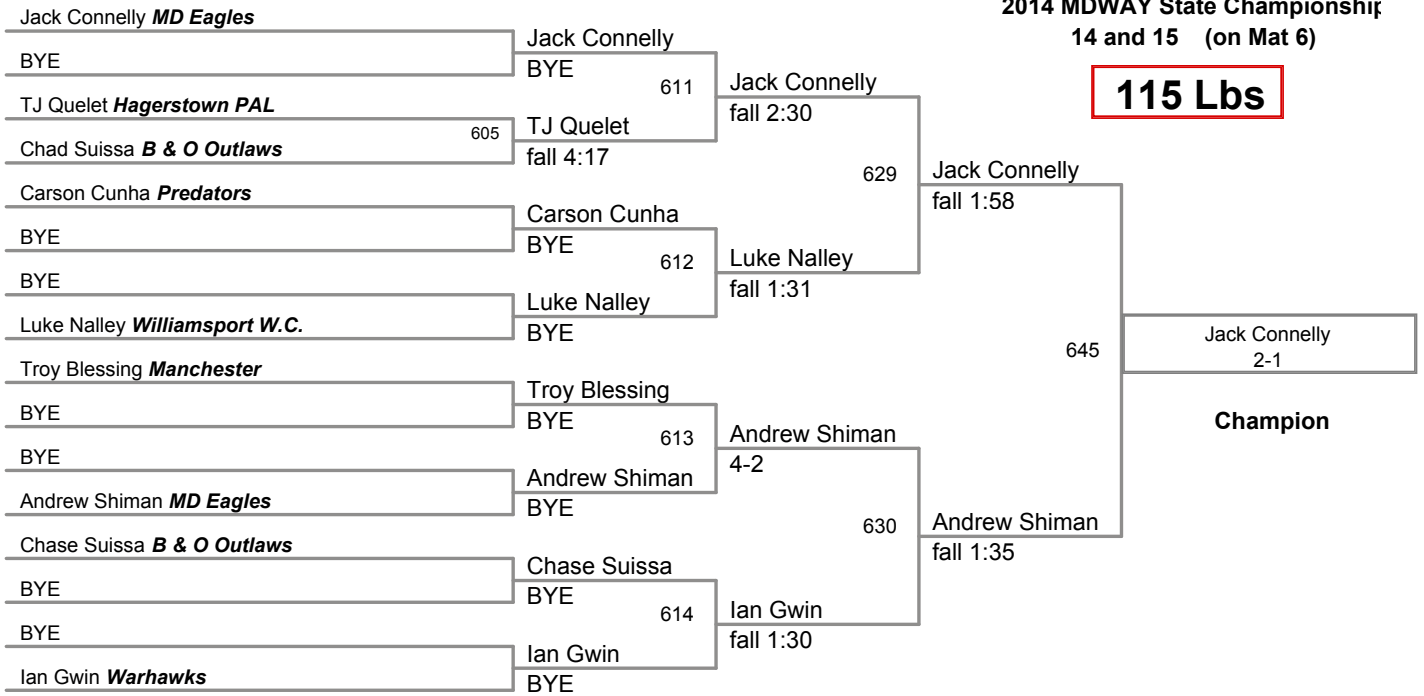 2014 MDWAY State Championship
14 and 15 (on Mat 6)
115 Lbs
Jack Connelly MD Eagles
BYE
TJ Quelet Hagerstown PAL
Chad Suissa B & O Outlaws
Carson Cunha Predators
BYE
BYE
Luke Nalley Williamsport W.C.
Troy Blessing Manchester
BYE
BYE
Andrew Shiman MD Eagles
Chase Suissa B & O Outlaws
BYE
BYE
Ian Gwin Warhawks
605
Jack Connelly
BYE
TJ Quelet
fall 4:17
Carson Cunha
BYE
Luke Nalley
BYE
Troy Blessing
BYE
Andrew Shiman
BYE
Chase Suissa
BYE
Ian Gwin
BYE
611
612
613
614
Jack Connelly
fall 2:30
Luke Nalley
fall 1:31
Andrew Shiman
4-2
Ian Gwin
fall 1:30
629
630
Jack Connelly
fall 1:58
Andrew Shiman
fall 1:35
645
Jack Connelly
2-1
Champion